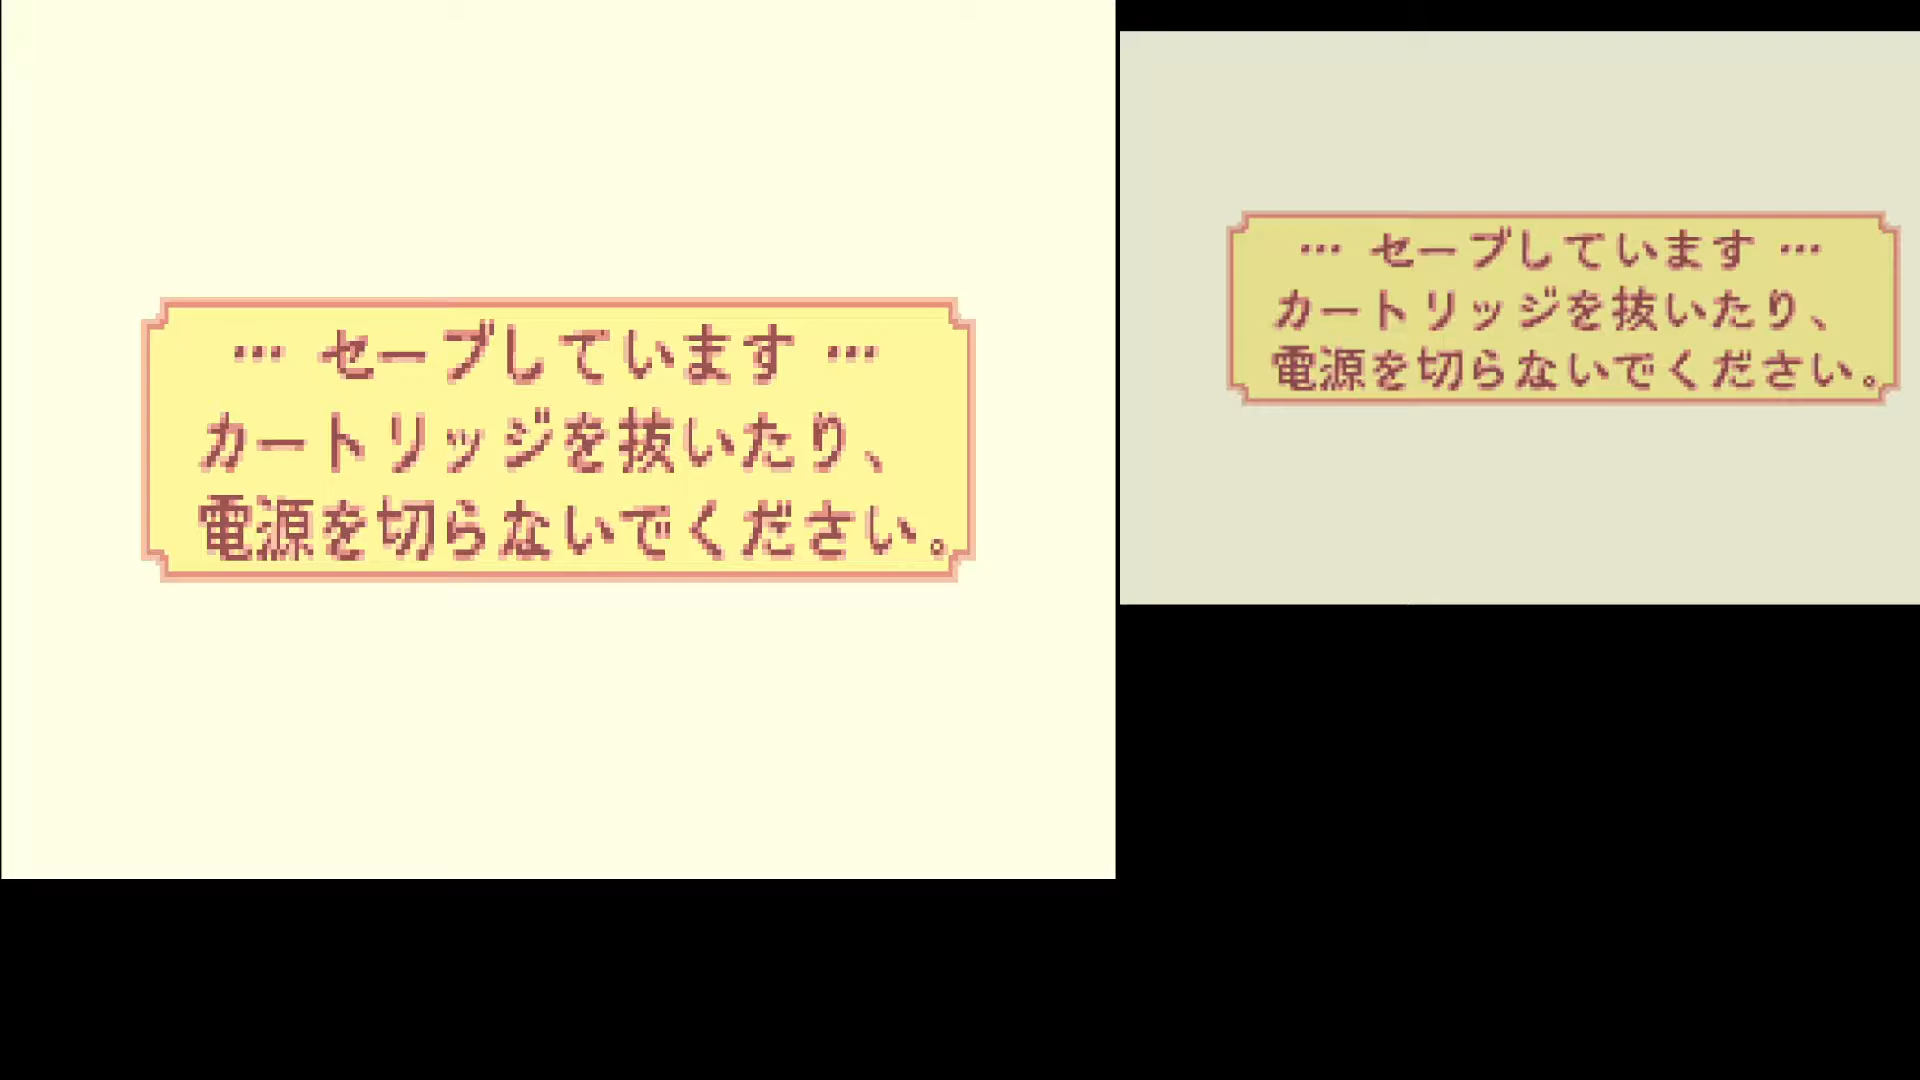 … セーブしています …
カートリッジを抜いたり、
電源を切らないでください。
… セーブしています …
カートリッジを抜いたり、
電源を切らないでください。